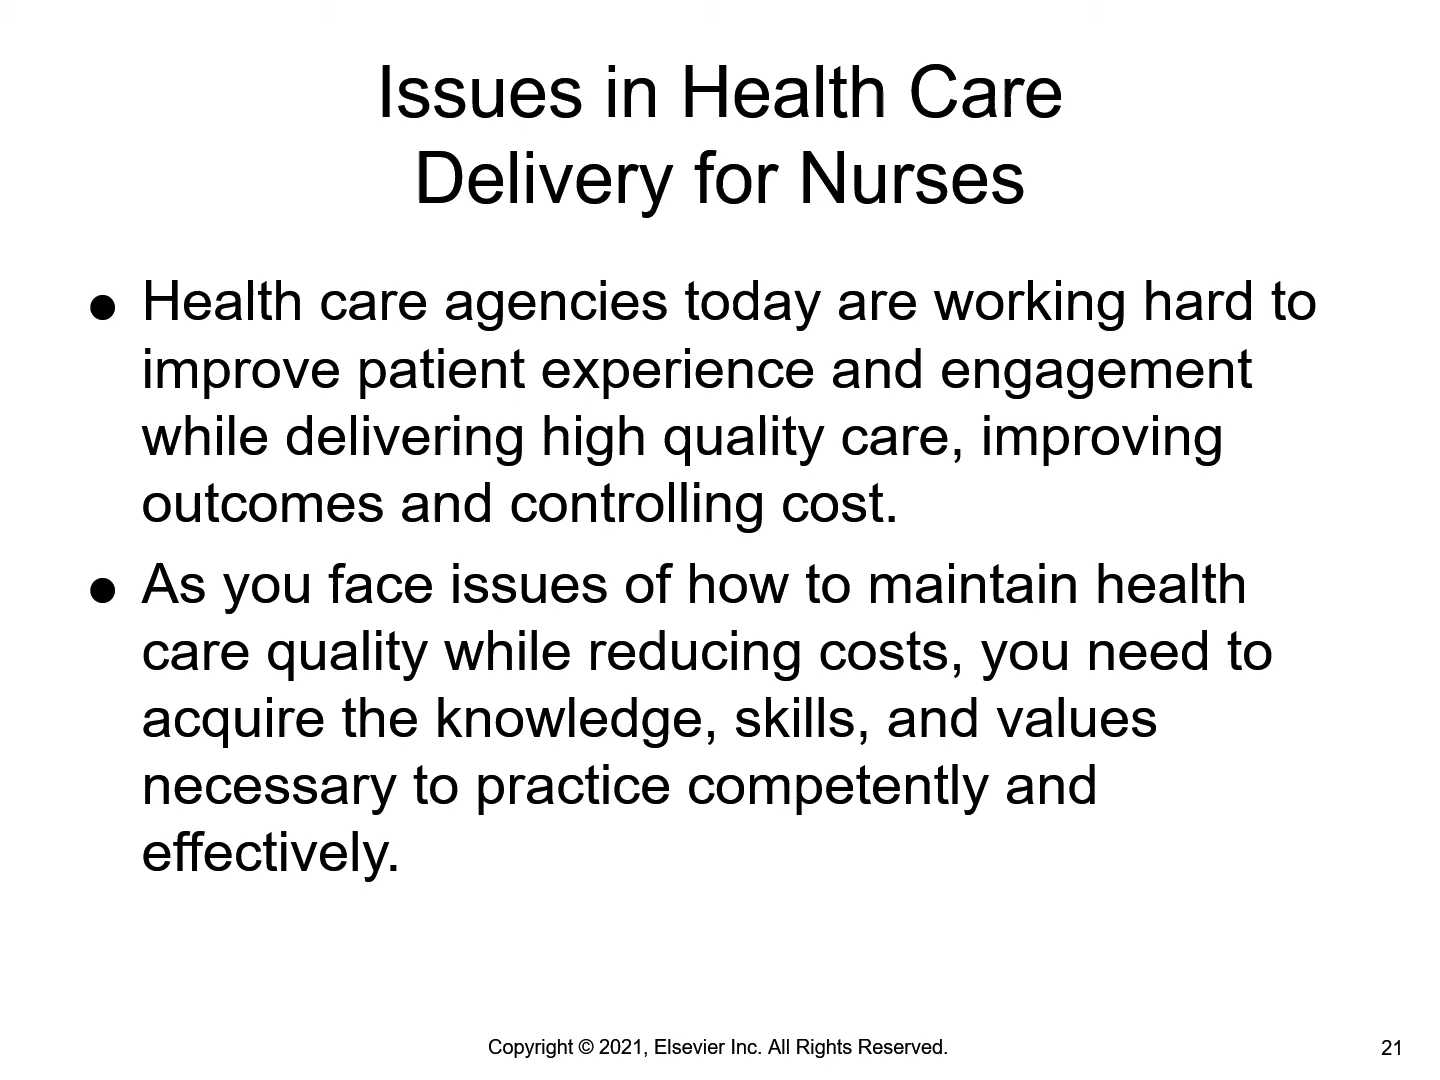 Issues in Health Care
Delivery for Nurses
● Health care agencies today are working hard to
improve patient experience and engagement
while delivering high quality care, improving
outcomes and controlling cost.
● As you face issues of how to maintain health
care quality while reducing costs, you need to
acquire the knowledge, skills, and values
necessary to practice competently and
effectively.
Copyright © 2021, Elsevier Inc. All Rights Reserved.
21